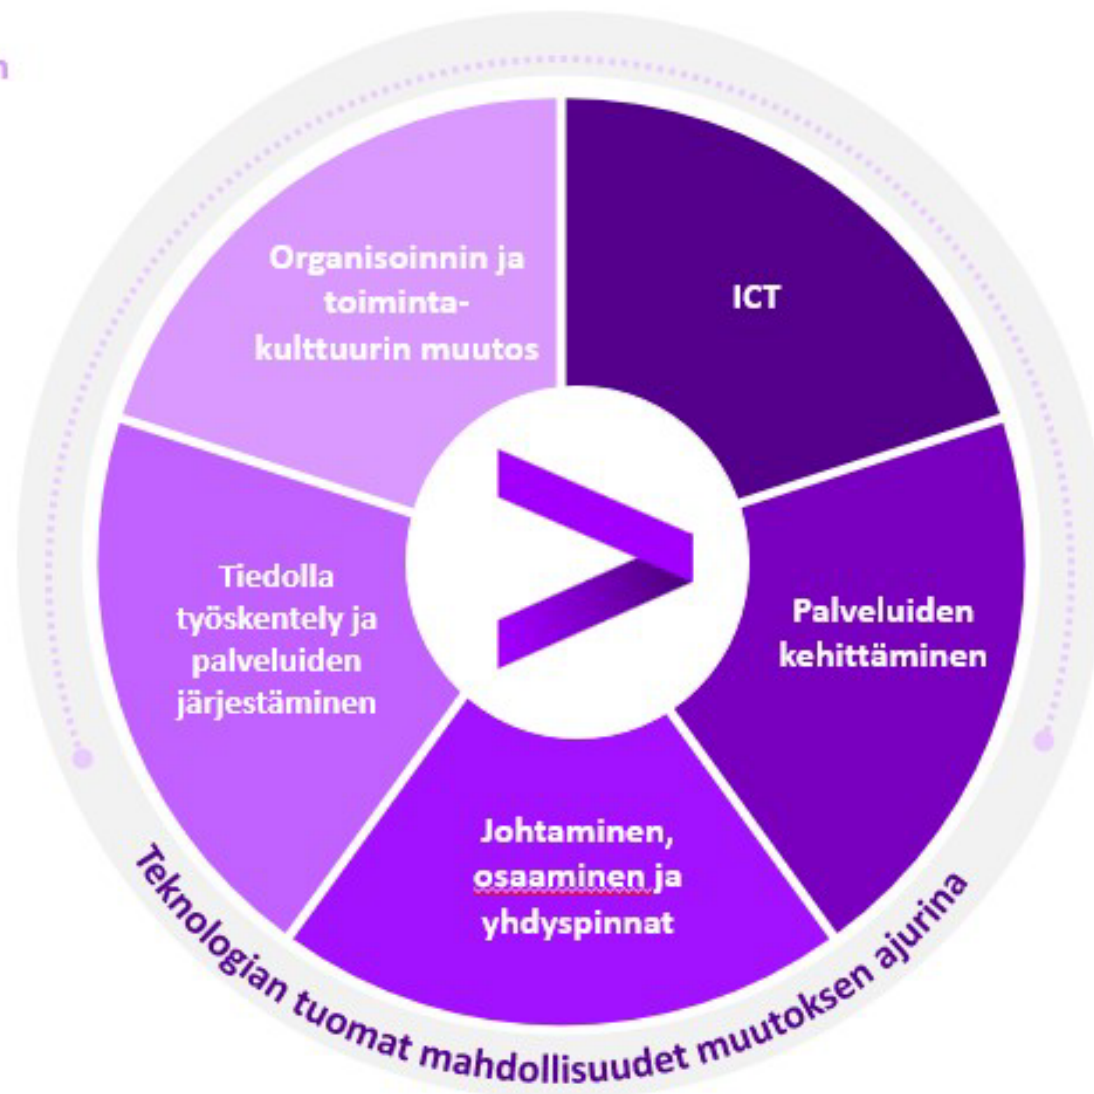 n
Organisoinnin ja
toiminta-
kulttuurin muutos
ICT
Palveluiden
kehittäminen
Johtaminen,
osaaminen ja
yhdyspinnat
Tiedolla
työskentely ja
palveluiden
järjestäminen
Teknologian tuomat mahdollisuudet muutoksen ajurina